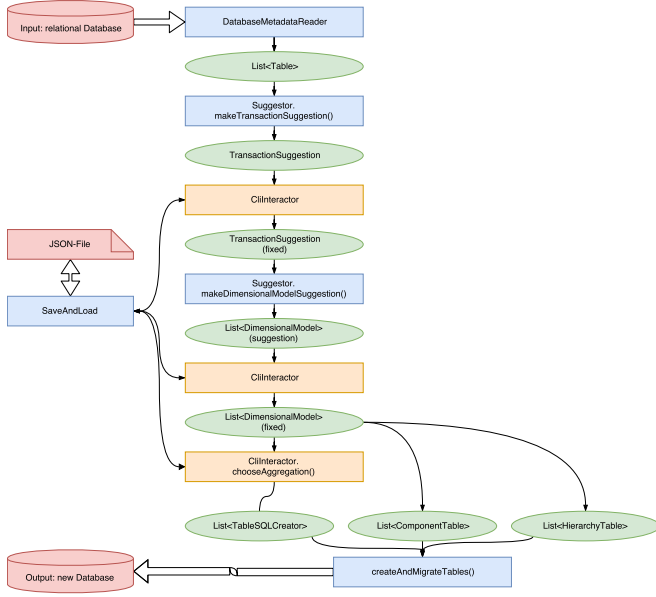 Input: relational Database
DatabaseMetadataReader
List<Table>
Suggestor.
makeTransactionSuggestion()
TransactionSuggestion
CliInteractor
TransactionSuggestion
(fixed)
JSON-File
Suggestor.
makeDimensionalModelSuggestion()
SaveAndLoad
List<DimensionalModel>
(suggestion)
CliInteractor
List<DimensionalModel>
(fixed)
CliInteractor.
chooseAggregation()
List<TableSQLCreator>
List<ComponentTable>
List<HierarchyTable>
Output: new Database
createAndMigrateTables()